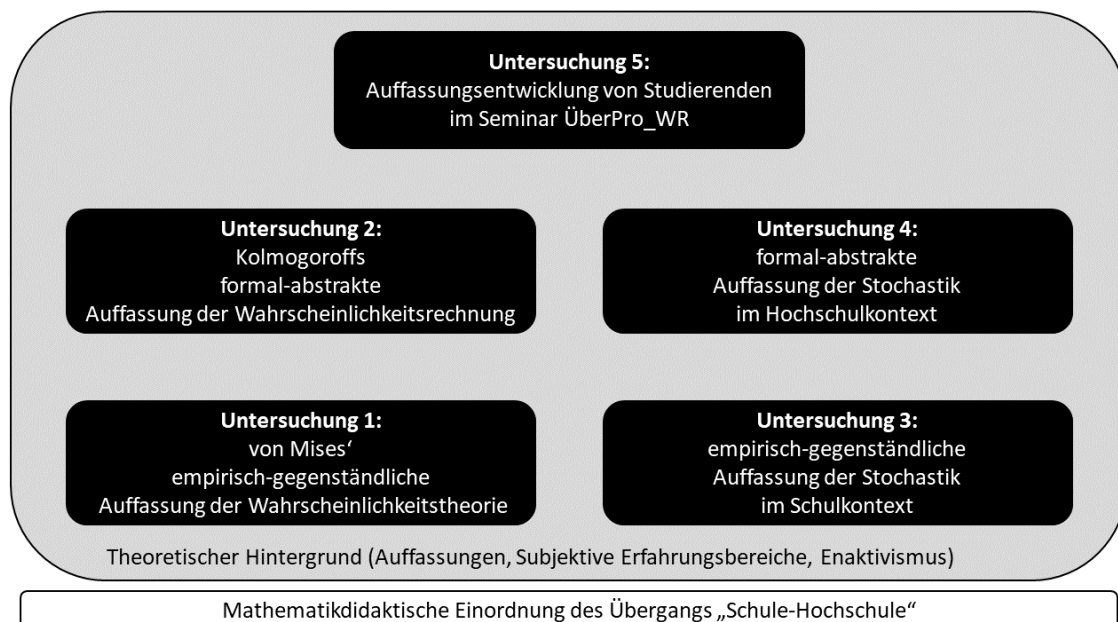 Untersuchung 5:
Auffassungsentwicklung von Studierenden
im Seminar ÜberPro_WR
Untersuchung 2:
Kolmogoroffs
formal-abstrakte
Auffassung der Wahrscheinlichkeitsrechnung
Untersuchung 4:
formal-abstrakte
Auffassung der Stochastik
im Hochschulkontext
Untersuchung 1:
von Mises‘
empirisch-gegenständliche
Auffassung der Wahrscheinlichkeitstheorie
Untersuchung 3:
empirisch-gegenständliche
Auffassung der Stochastik
im Schulkontext
Theoretischer Hintergrund (Auffassungen, Subjektive Erfahrungsbereiche, Enaktivismus)
Mathematikdidaktische Einordnung des Übergangs „Schule-Hochschule“